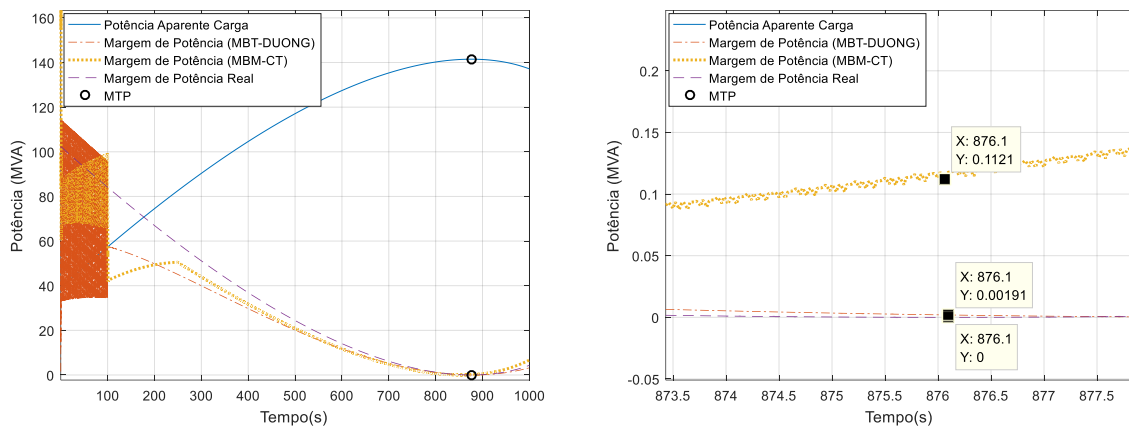 160
140
120
100
80
60
40
20
0
Potência (MVA)
Potência Aparente Carga
Margem de Potência (MBT-DUONG)
Margem de Potência (MBM-CT)
Margem de Potência Real
MTP
100 200 300 400 500 600 700 800 900 1000
Tempo(s)
0.2
0.15
0.1
0.05
0
-0.05
Potência (MVA)
Potência Aparente Carga
Margem de Potência (MBT-DUONG)
Margem de Potência (MBM-CT)
Margem de Potência Real
MTP
X: 876.1
Y: 0.1121
X: 876.1
Y: 0.00191
X: 876.1
Y: 0
873.5 874 874.5 875 875.5 876 876.5 877 877.5
Tempo(s)